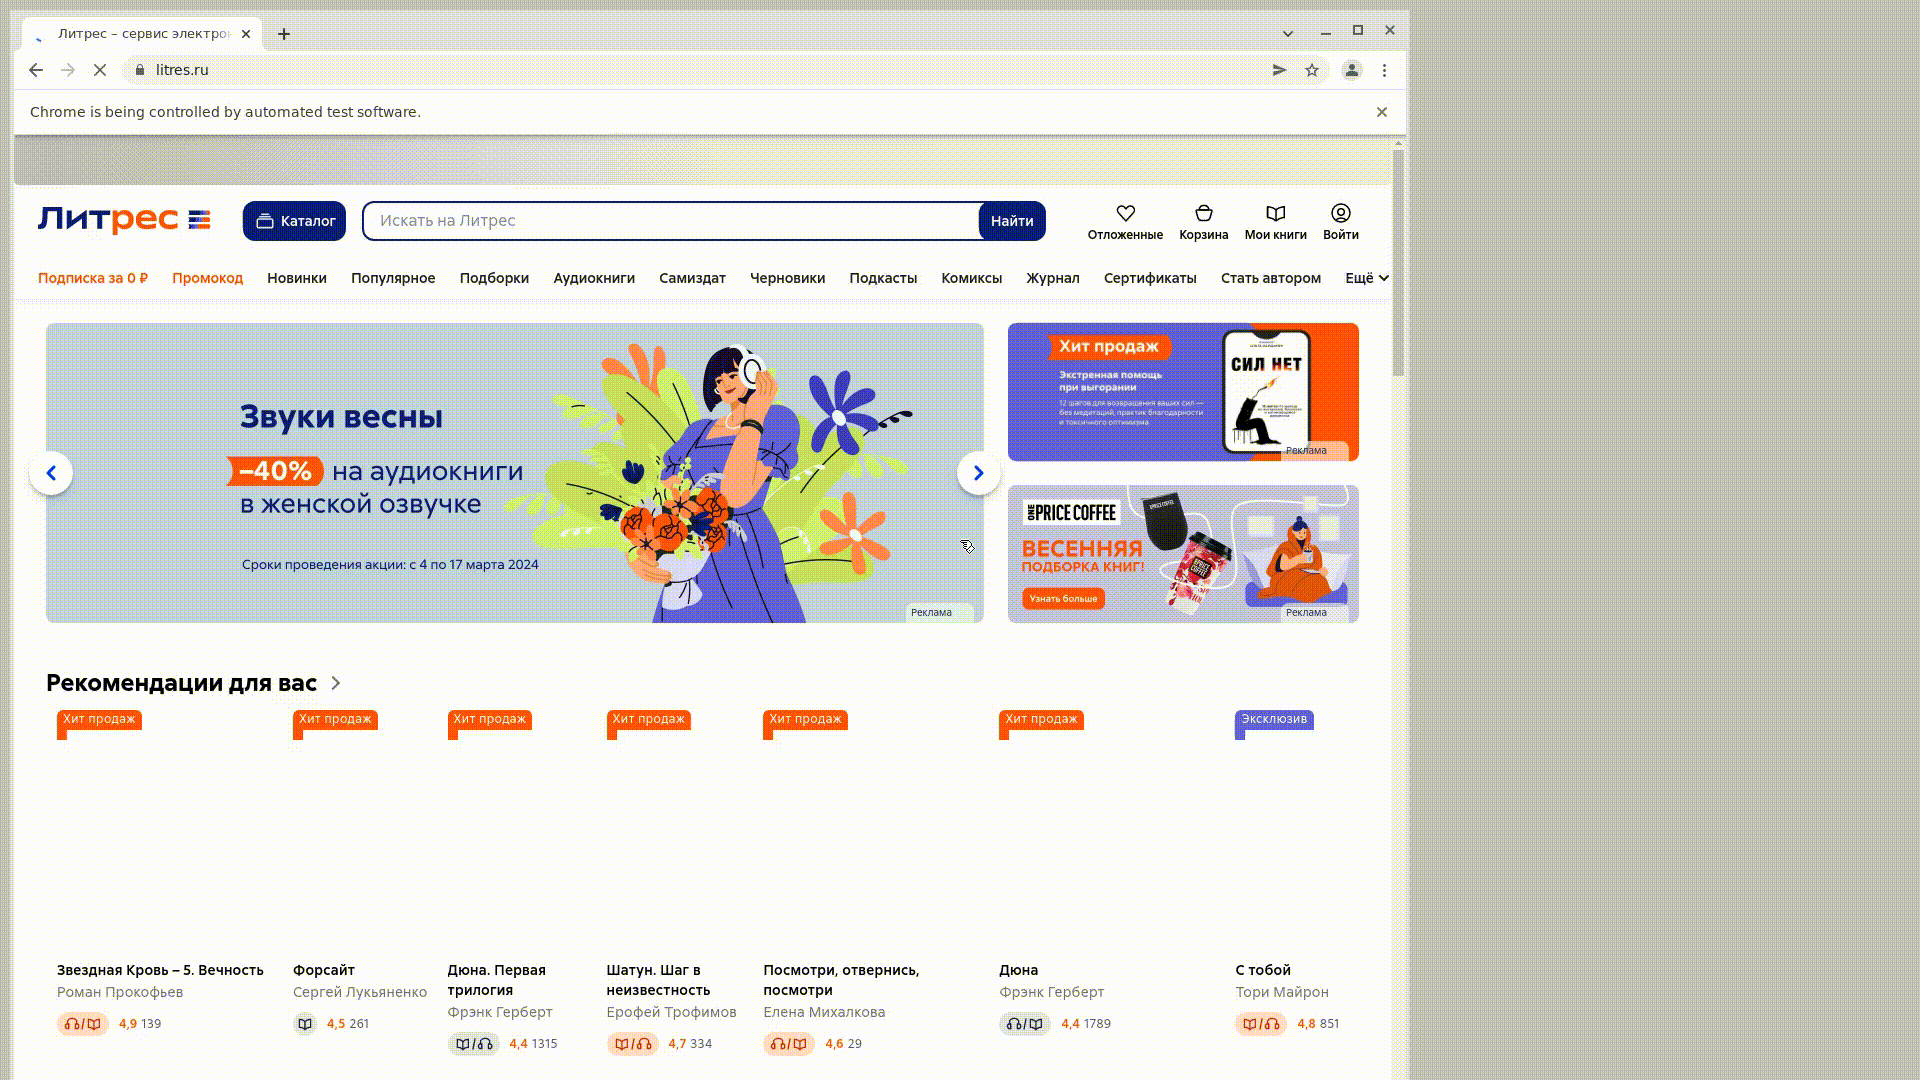 Литрес – сервис электрон
litres.ru
Chrome is being controlled by automated test software.
Литрес
Каталог
Искать на Литрес
Найти
Отложенные
Корзина
Мои книги
Войти
Подписка за 0 ₽
Промокод
Новинки
Популярное
Подборки
Аудиокниги
Самиздат
Черновики
Подкасты
Комиксы
Журнал
Сертификаты
Стать автором
Ещё
Звуки весны
–40% на аудиокниги
в женской озвучке
Сроки проведения акции: с 4 по 17 марта 2024
Реклама
Хит продаж
Экстренная помощь
при выгорании
12 шагов для возвращения ваших сил —
без медитаций, практик благодарности
и токсичного оптимизма
СИЛ НЕТ
Реклама
ONE PRICE COFFEE
ВЕСЕННЯЯ
ПОДБОРКА КНИГ!
Узнать больше
Реклама
Рекомендации для вас
Хит продаж
Хит продаж
Хит продаж
Хит продаж
Хит продаж
Хит продаж
Эксклюзив
Звездная Кровь – 5. Вечность
Роман Прокофьев
4,9 139
Форсайт
Сергей Лукьяненко
4,5 261
Дюна. Первая
трилогия
Фрэнк Герберт
4,4 1315
Шатун. Шаг в
неизвестность
Ерофей Трофимов
4,7 334
Посмотри, отвернись,
посмотри
Елена Михалкова
4,6 29
Дюна
Фрэнк Герберт
4,4 1789
С тобой
Тори Майрон
4,8 851